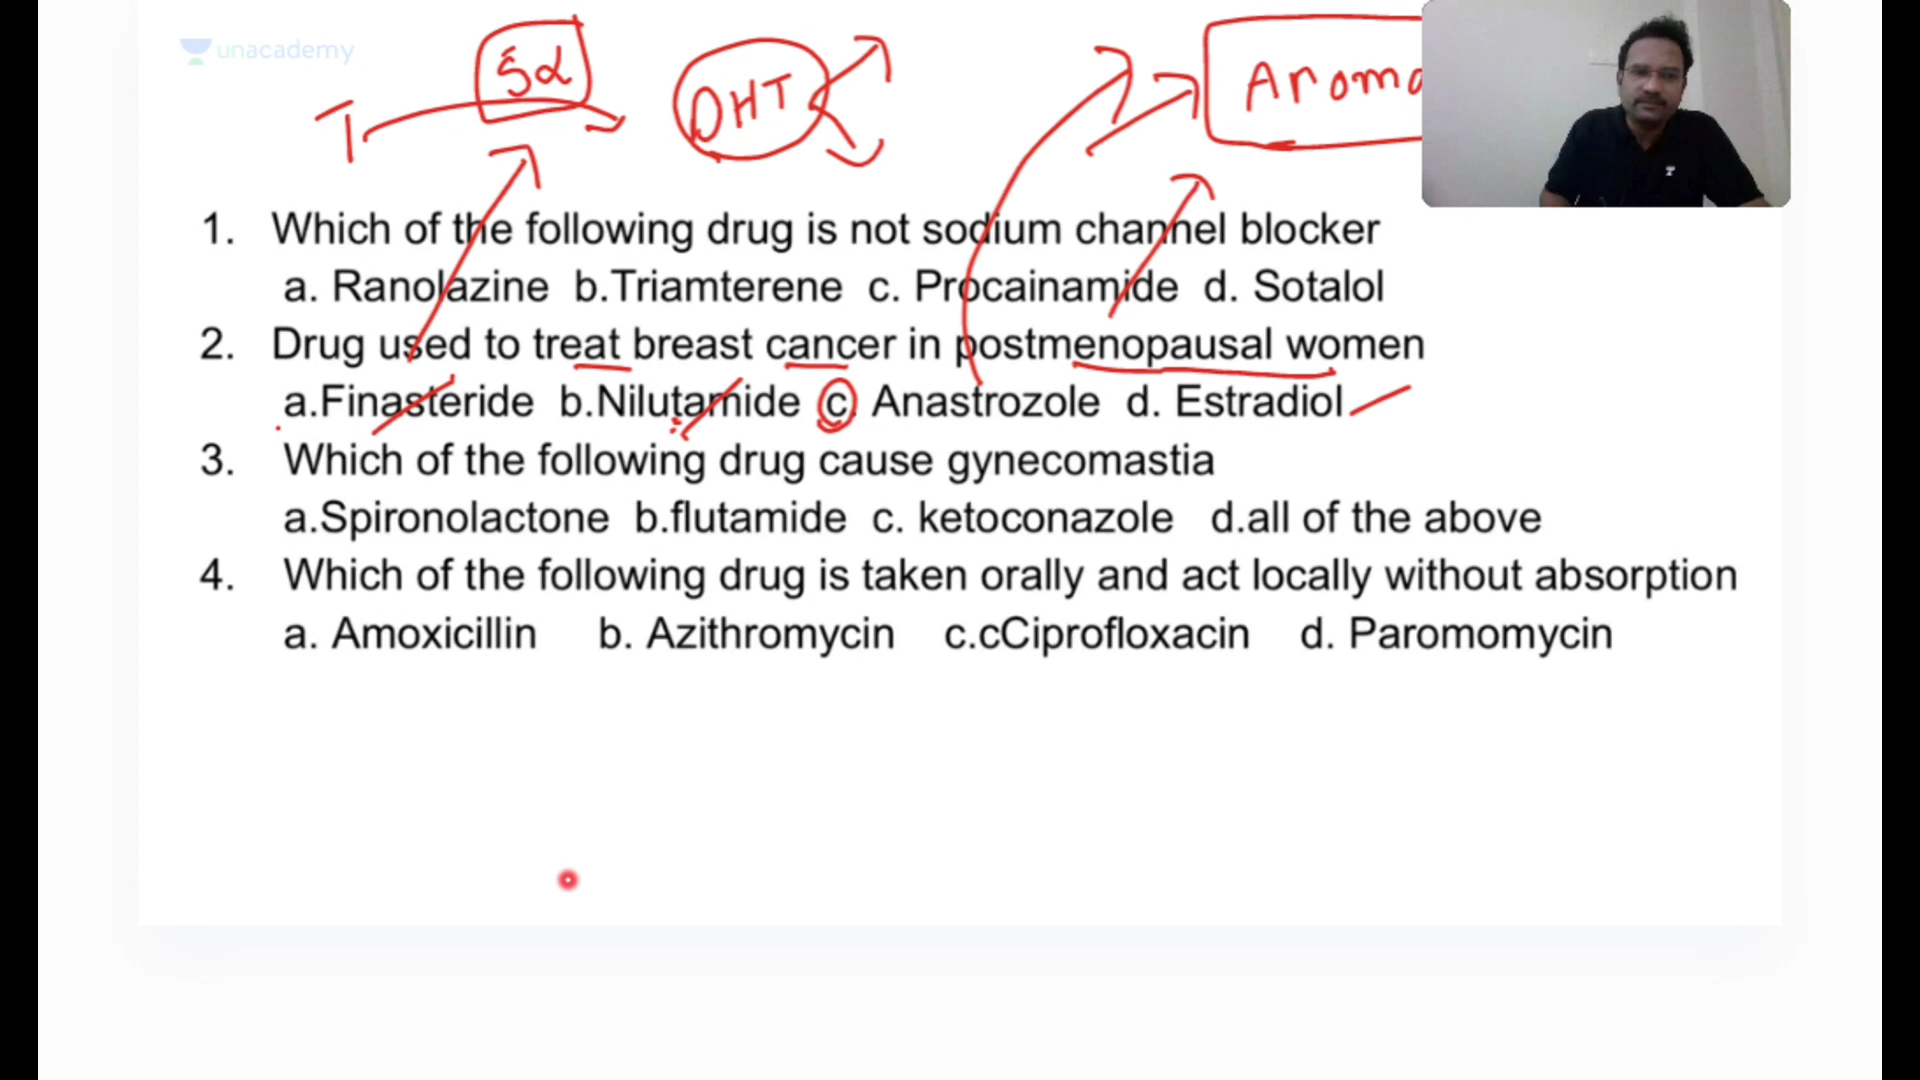 unacademy
T 5α DHT Aroma
1. Which of the following drug is not sodium channel blocker
a. Ranolazine b.Triamterene c. Procainamide d. Sotalol
2. Drug used to treat breast cancer in postmenopausal women
a.Finasteride b.Nilutamide c. Anastrozole d. Estradiol
3. Which of the following drug cause gynecomastia
a.Spironolactone b.flutamide c. ketoconazole d.all of the above
4. Which of the following drug is taken orally and act locally without absorption
a. Amoxicillin b. Azithromycin c.cCiprofloxacin d. Paromomycin